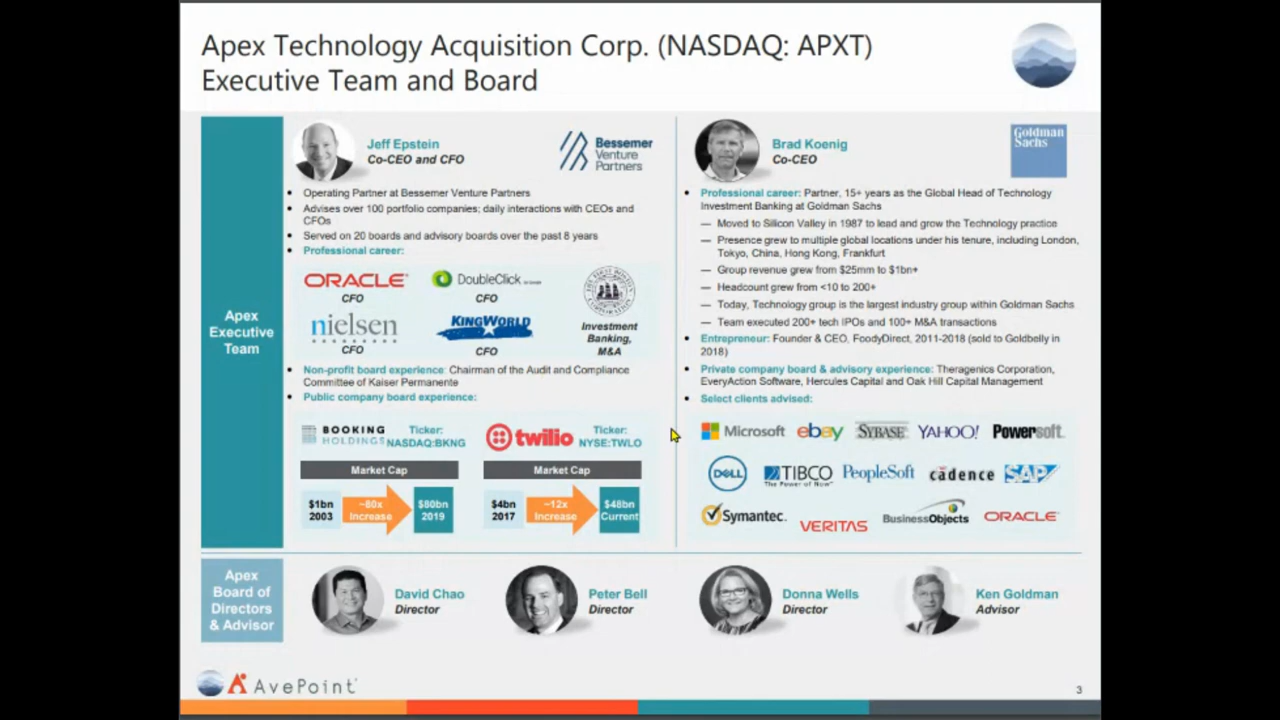 Apex Technology Acquisition Corp. (NASDAQ: APXT)
Executive Team and Board
Apex
Executive
Team
Jeff Epstein
Co-CEO and CFO
Bessemer
Venture
Partners
• Operating Partner at Bessemer Venture Partners
• Advises over 100 portfolio companies; daily interactions with CEOs and
CFOs
• Served on 20 boards and advisory boards over the past 8 years
• Professional career:
ORACLE
CFO
DoubleClick
CFO
nielsen
CFO
KINGWORLD
CFO
Investment
Banking,
M&A
• Non-profit board experience: Chairman of the Audit and Compliance
Committee of Kaiser Permanente
• Public company board experience:
BOOKING
HOLDINGS
Ticker:
NASDAQ:BKNG
twilio
Ticker:
NYSE:TWLO
Market Cap
Market Cap
$1bn
2003
~80x
Increase
$80bn
2019
$4bn
2017
~12x
Increase
$48bn
Current
Brad Koenig
Co-CEO
Goldman
Sachs
• Professional career: Partner, 15+ years as the Global Head of Technology
Investment Banking at Goldman Sachs
— Moved to Silicon Valley in 1987 to lead and grow the Technology practice
— Presence grew to multiple global locations under his tenure, including London,
Tokyo, China, Hong Kong, Frankfurt
— Group revenue grew from $25mm to $1bn+
— Headcount grew from <10 to 200+
— Today, Technology group is the largest industry group within Goldman Sachs
— Team executed 200+ tech IPOs and 100+ M&A transactions
• Entrepreneur: Founder & CEO, FoodyDirect, 2011-2018 (sold to Goldbelly in
2018)
• Private company board & advisory experience: Theragenics Corporation,
EveryAction Software, Hercules Capital and Oak Hill Capital Management
• Select clients advised:
Microsoft ebay SYBASE YAHOO! Powersoft
DELL TIBCO PeopleSoft cadence SAP
The Power of Now
Symantec. VERITAS BusinessObjects ORACLE
Apex
Board of
Directors
& Advisor
David Chao
Director
Peter Bell
Director
Donna Wells
Director
Ken Goldman
Advisor
AvePoint
3